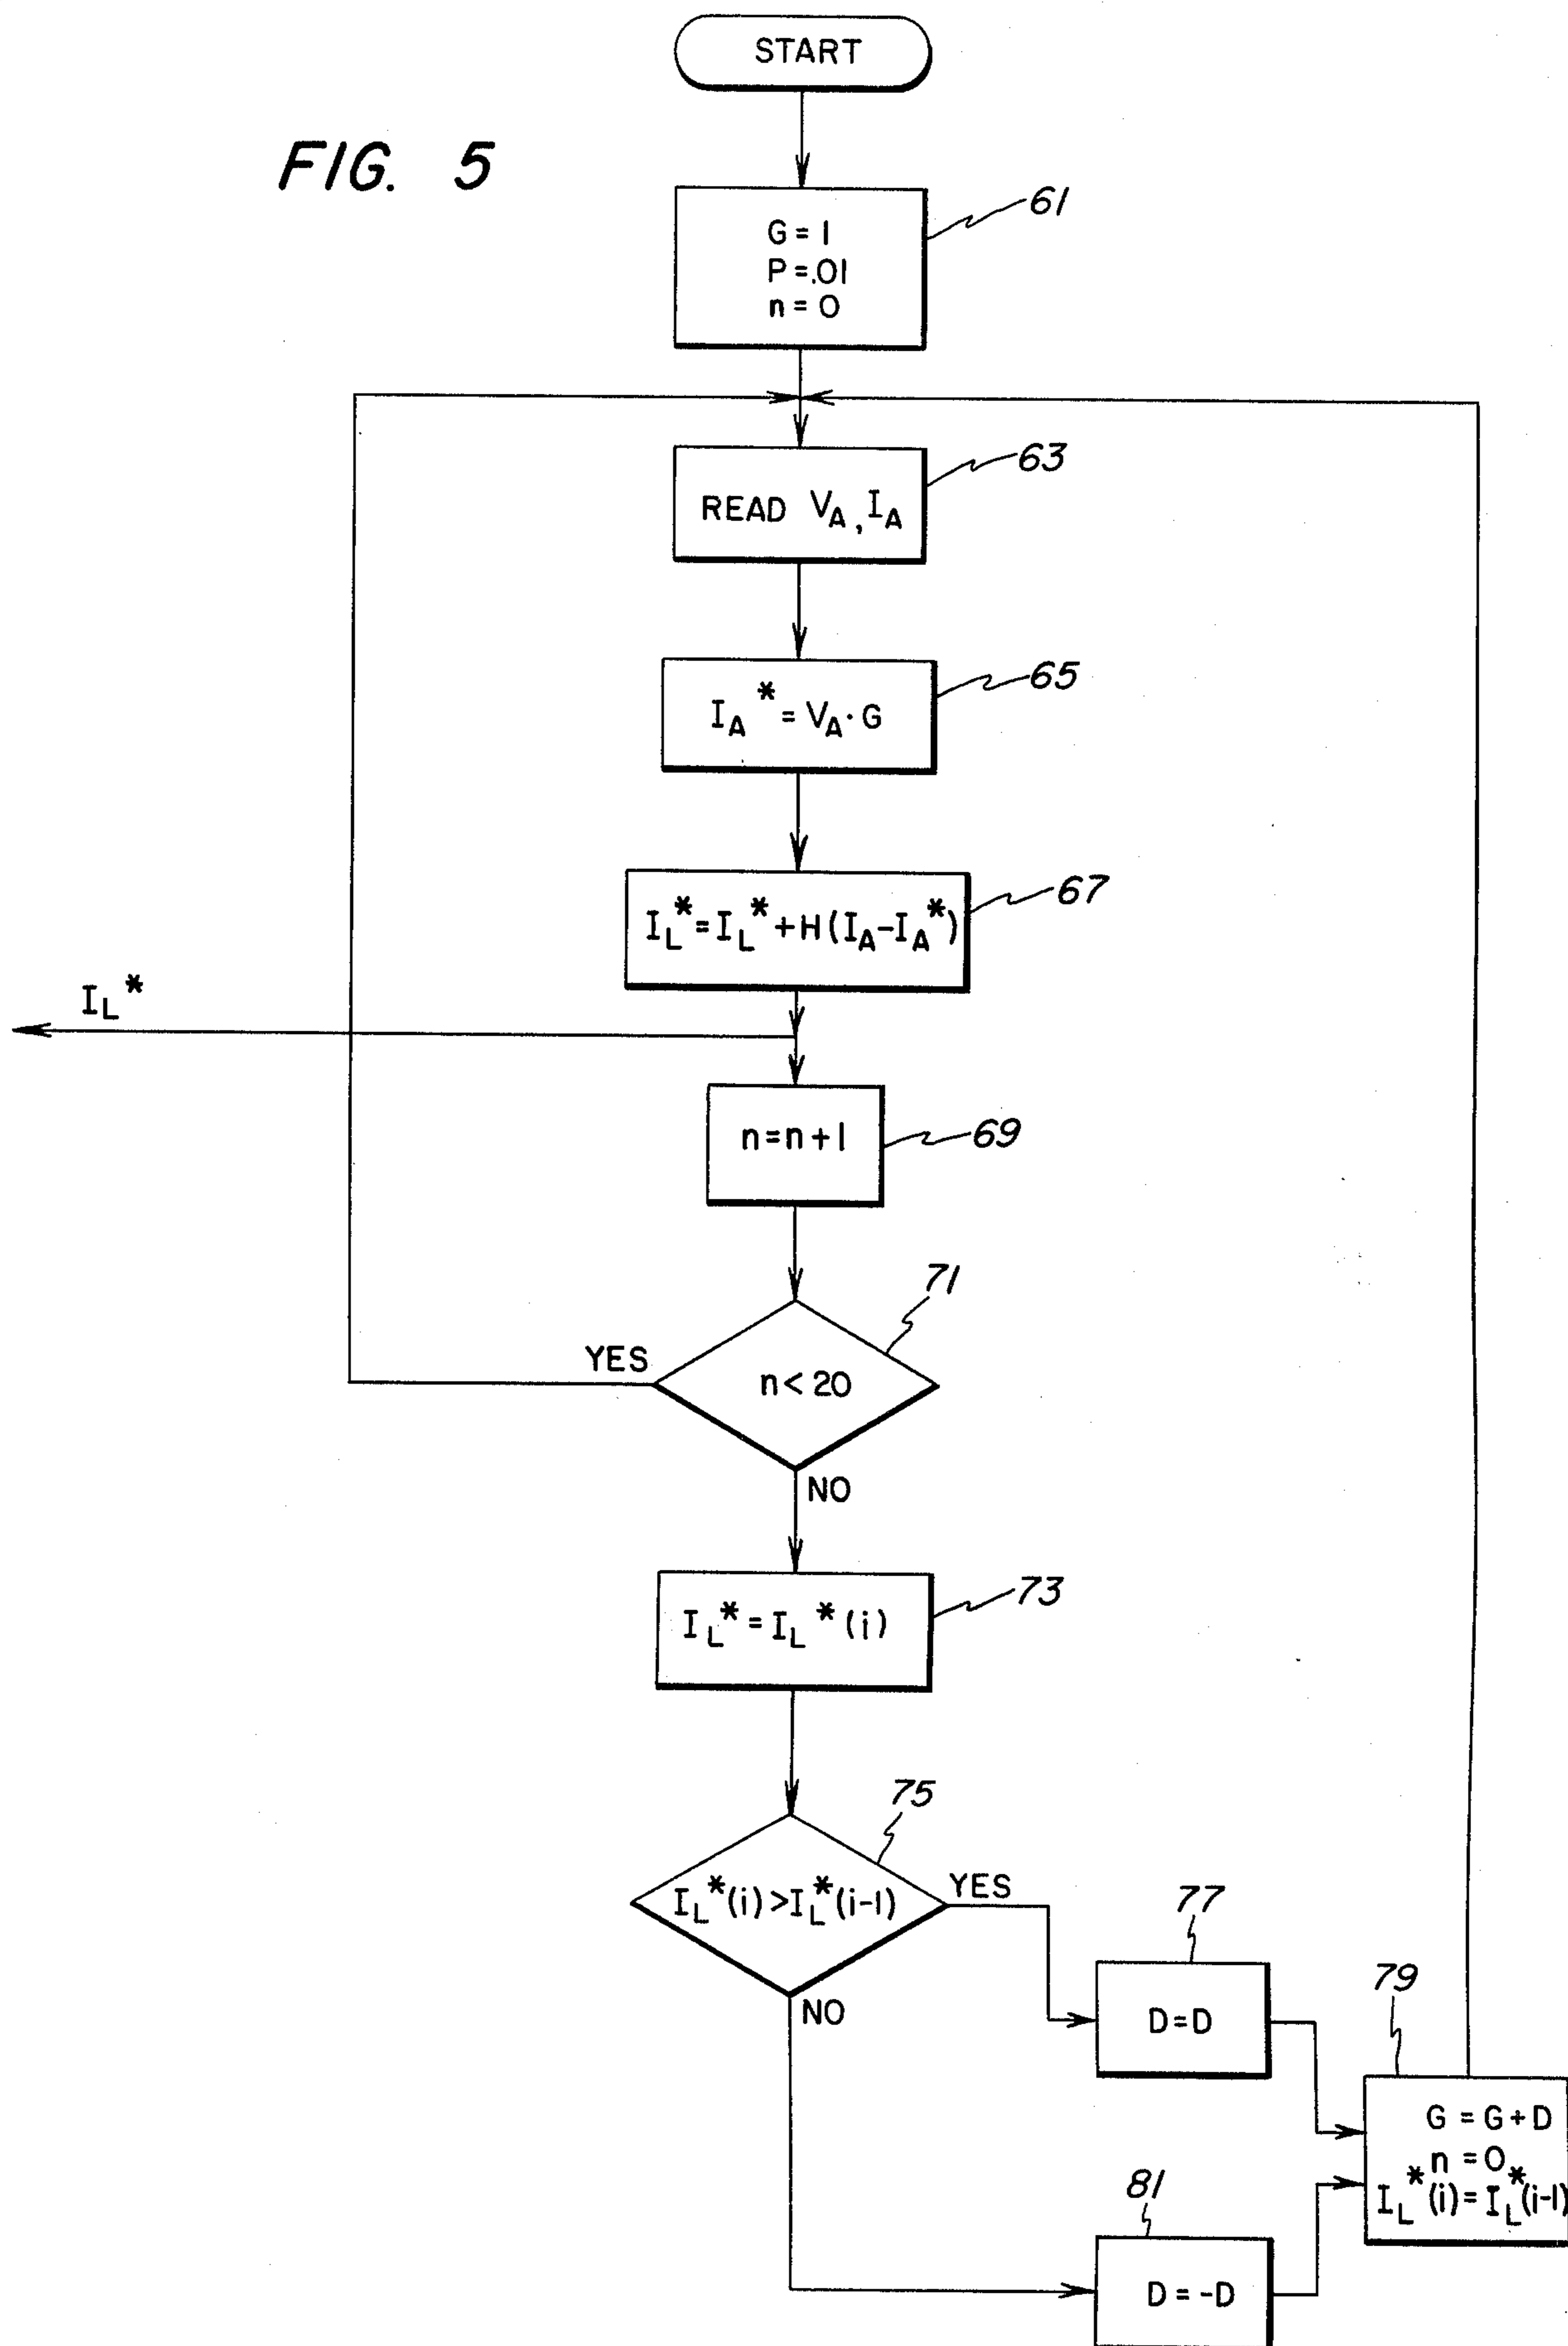 START
FIG. 5
61
G = 1
P = .01
n = 0
63
READ V_A, I_A
65
I_A* = V_A · G
67
I_L* = I_L* + H(I_A - I_A*)
I_L*
69
n = n + 1
71
YES
n < 20
NO
73
I_L* = I_L*(i)
75
YES
I_L*(i) > I_L*(i-1)
NO
77
D = D
79
G = G + D
n = 0
I_L*(i) = I_L*(i-1)
81
D = -D